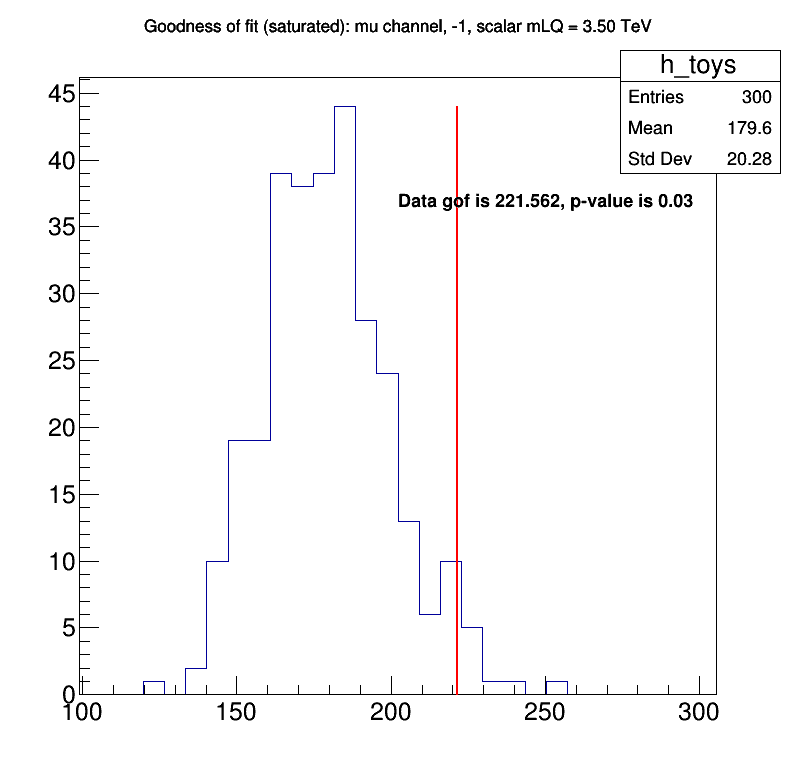 Goodness of fit (saturated): mu channel, -1, scalar mLQ = 3.50 TeV
h_toys
Entries 300
Mean 179.6
Std Dev 20.28
Data gof is 221.562, p-value is 0.03
45
40
35
30
25
20
15
10
5
0
100 150 200 250 300